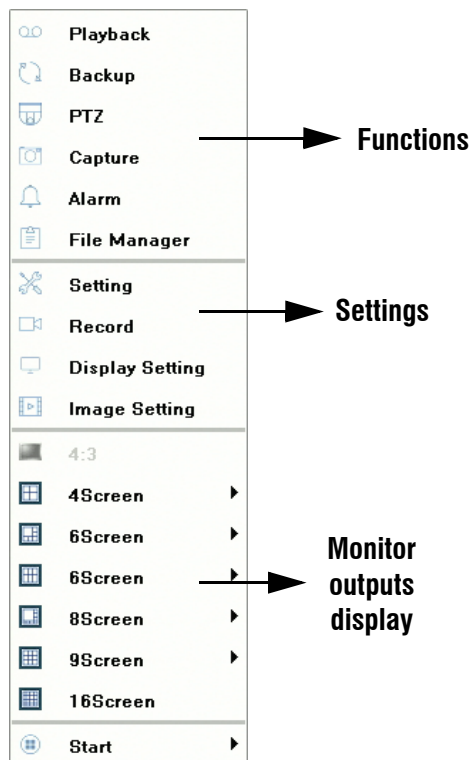 Playback
Backup
PTZ
Capture
Alarm
File Manager
Functions
Setting
Record
Display Setting
Image Setting
Settings
4:3
4Screen
6Screen
6Screen
8Screen
9Screen
16Screen
Monitor
outputs
display
Start